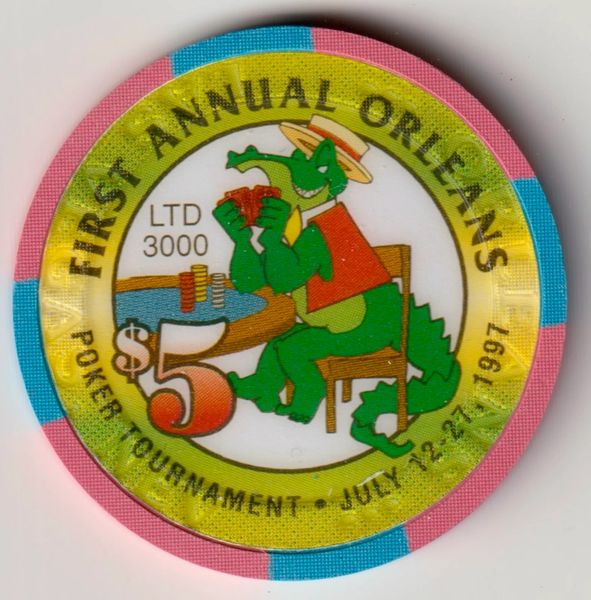 FIRST ANNUAL ORLEANS
LTD
3000
$5
POKER TOURNAMENT • JULY 12-27, 1997